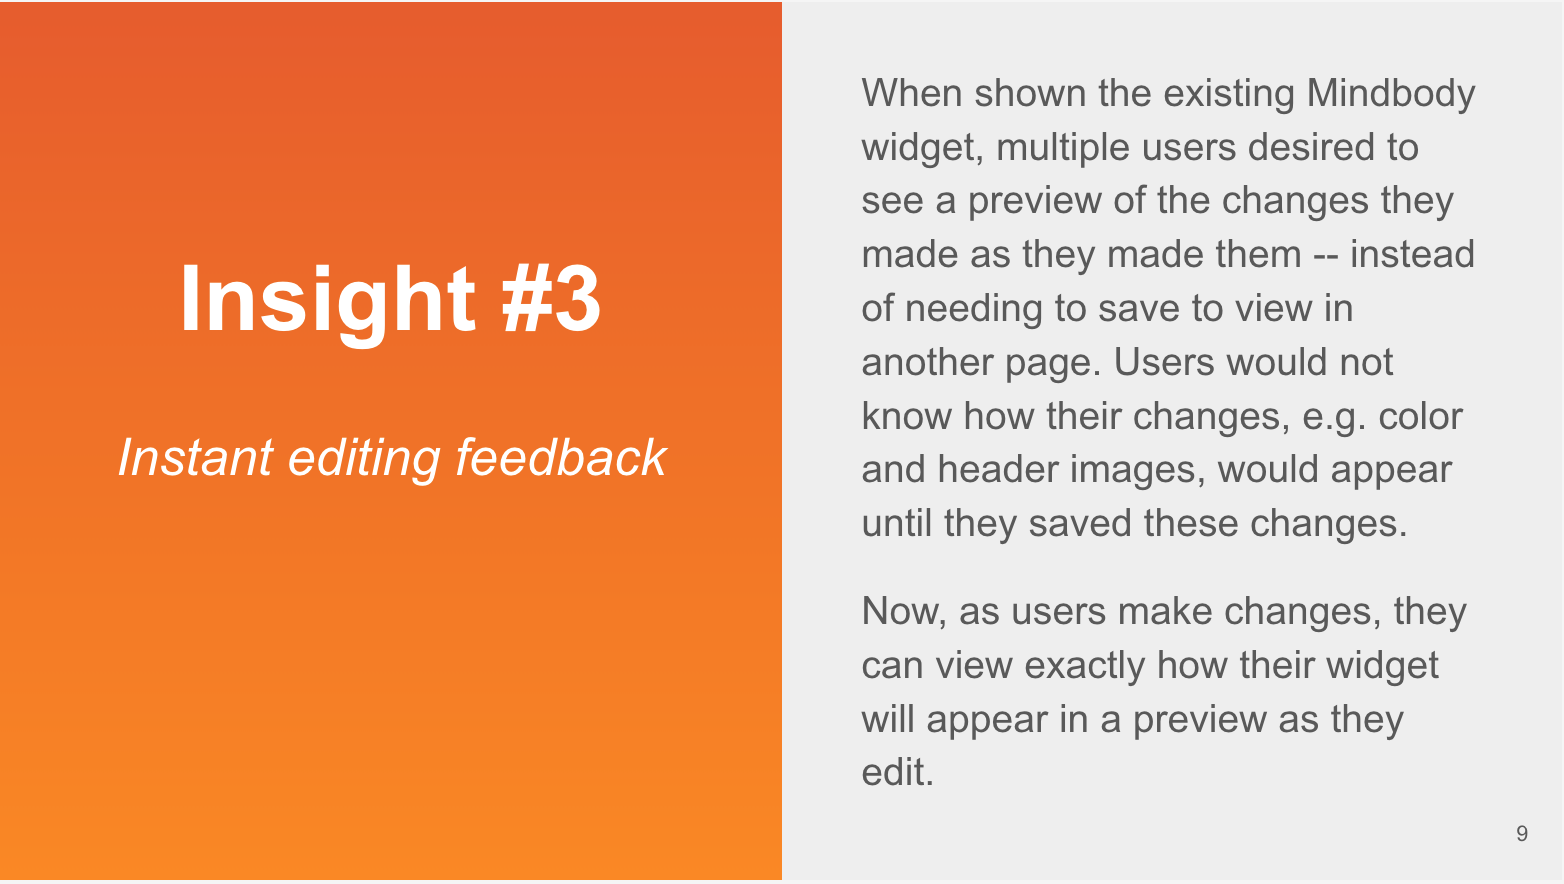 Insight #3
Instant editing feedback
When shown the existing Mindbody
widget, multiple users desired to
see a preview of the changes they
made as they made them -- instead
of needing to save to view in
another page. Users would not
know how their changes, e.g. color
and header images, would appear
until they saved these changes.
Now, as users make changes, they
can view exactly how their widget
will appear in a preview as they
edit.
9